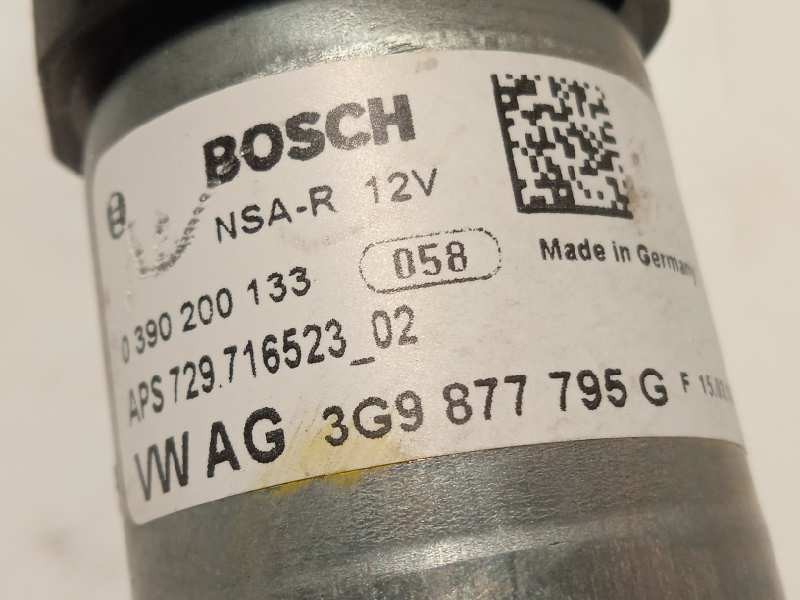 BOSCH
NSA-R 12V
Made in Germany
0 390 200 133
058
APS 729.716523_02
VW AG 3G9 877 795 G F